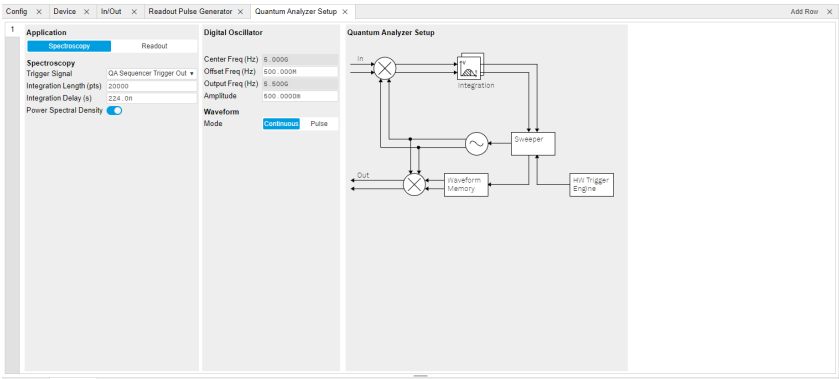 Config × Device × In/Out × Readout Pulse Generator × Quantum Analyzer Setup × Add Row ×
1
Application
Spectroscopy Readout
Spectroscopy
Trigger Signal QA Sequencer Trigger Out
Integration Length (pts) 20000
Integration Delay (s) 224.0n
Power Spectral Density
Digital Oscillator
Center Freq (Hz) 5.000G
Offset Freq (Hz) 500.000M
Output Freq (Hz) 5.500G
Amplitude 500.0000m
Waveform
Mode Continuous Pulse
Quantum Analyzer Setup
In
Integration
Sweeper
Out
Waveform
Memory
HW Trigger
Engine